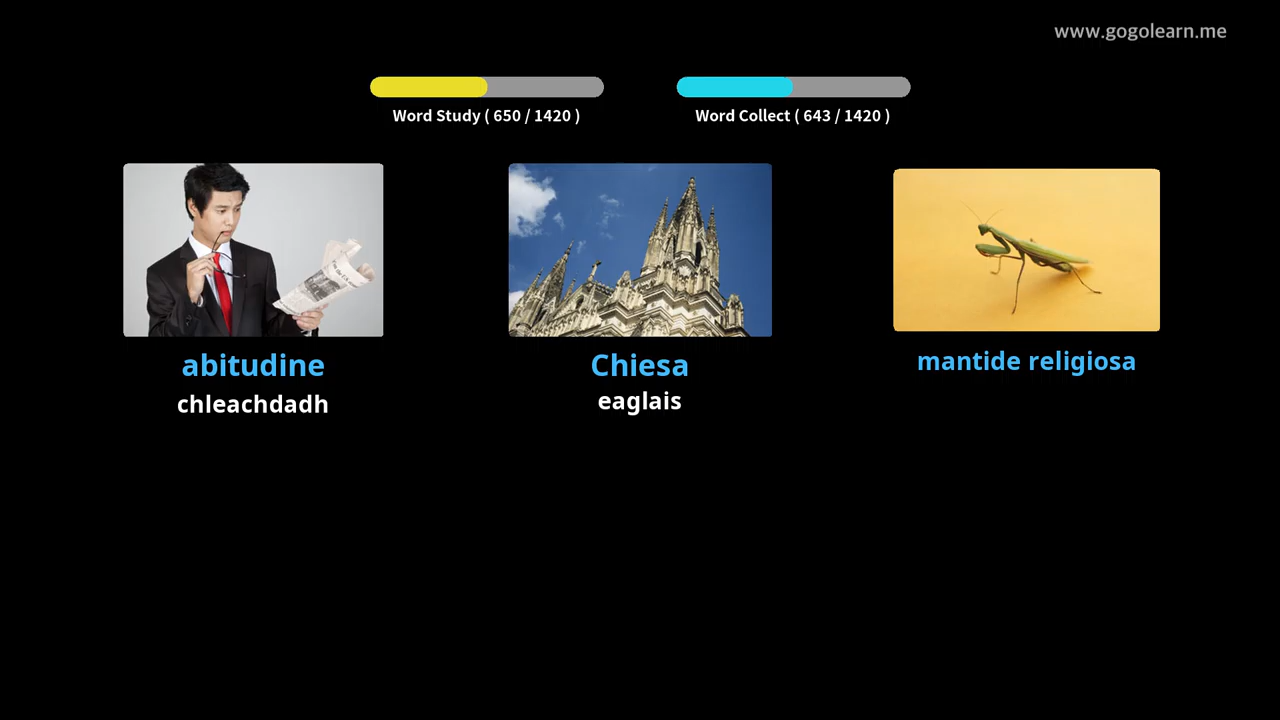 www.gogolearn.me
Word Study ( 650 / 1420 )
Word Collect ( 643 / 1420 )
abitudine
chleachdadh
Chiesa
eaglais
mantide religiosa